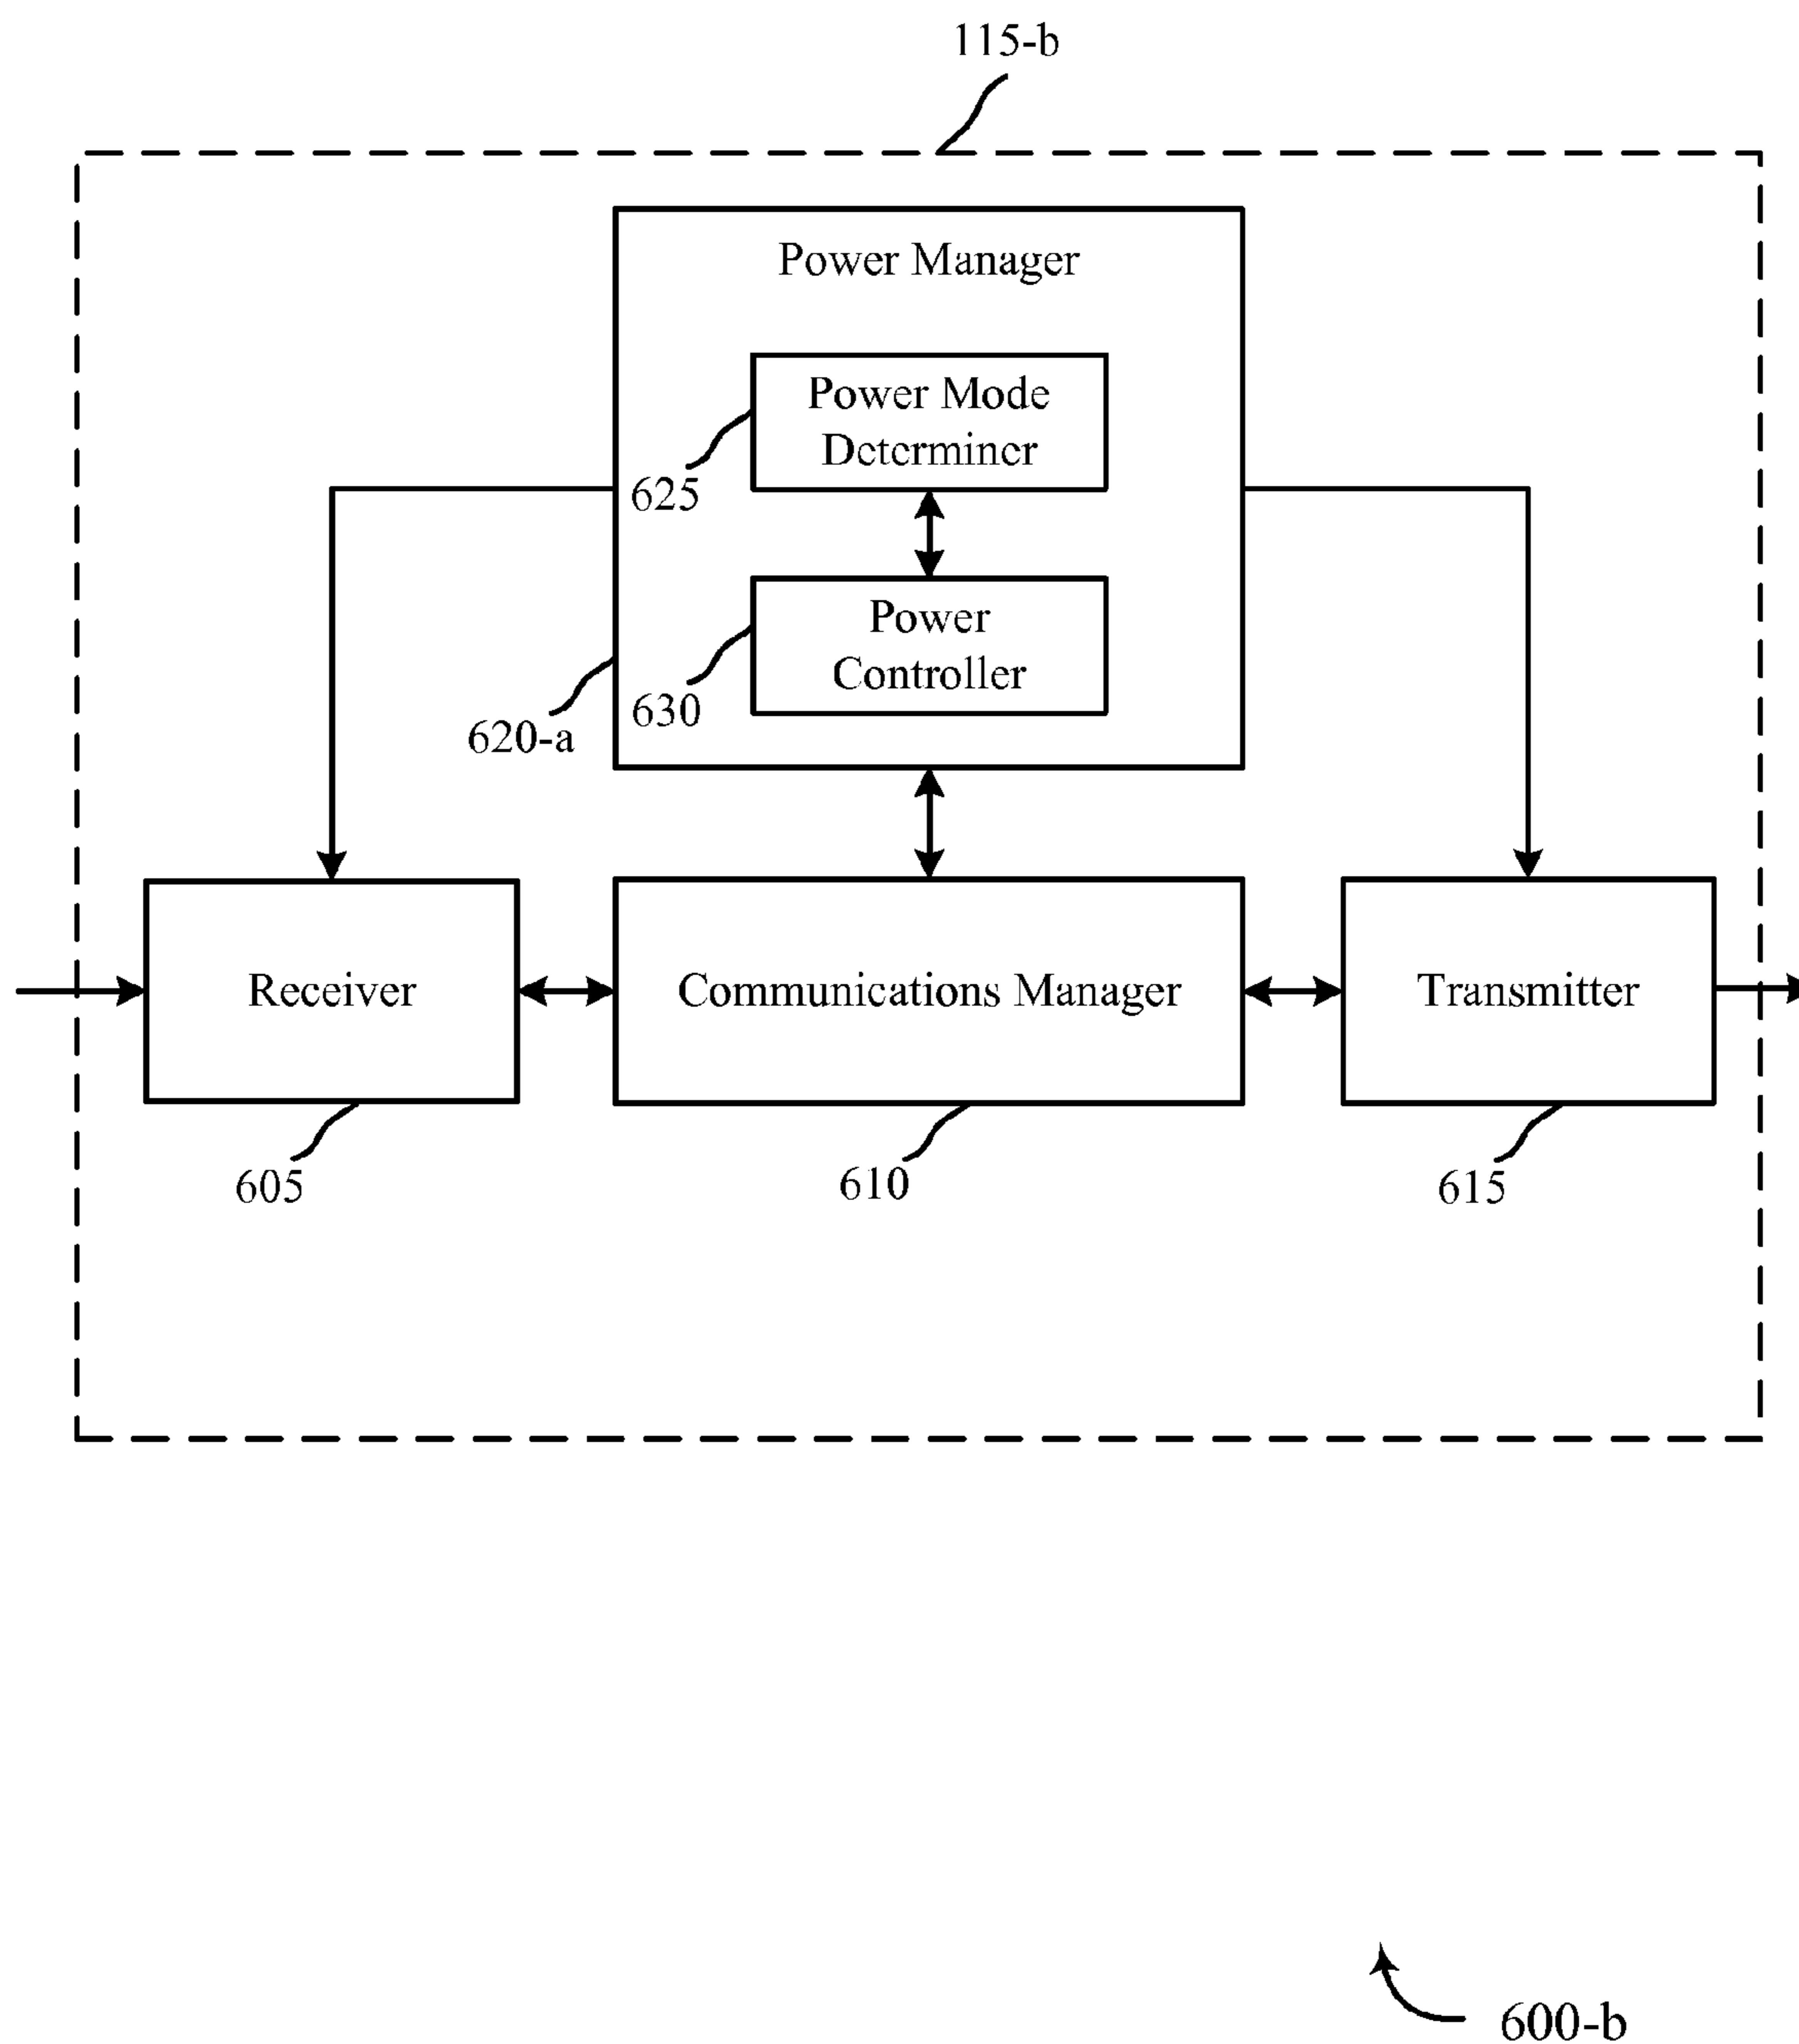 115-b
Power Manager
Power Mode
Determiner
625
Power
Controller
630
620-a
Receiver
Communications Manager
Transmitter
605
610
615
600-b